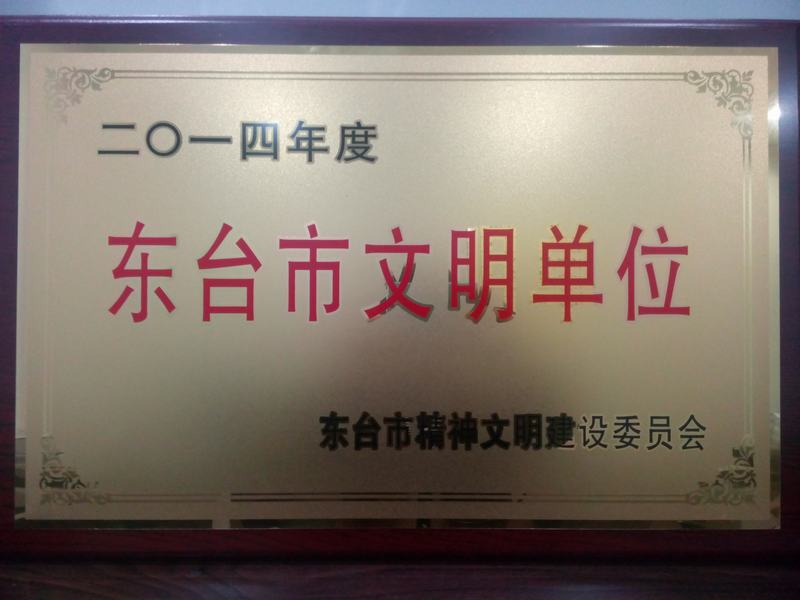 二〇一四年度
东台市文明单位
东台市精神文明建设委员会